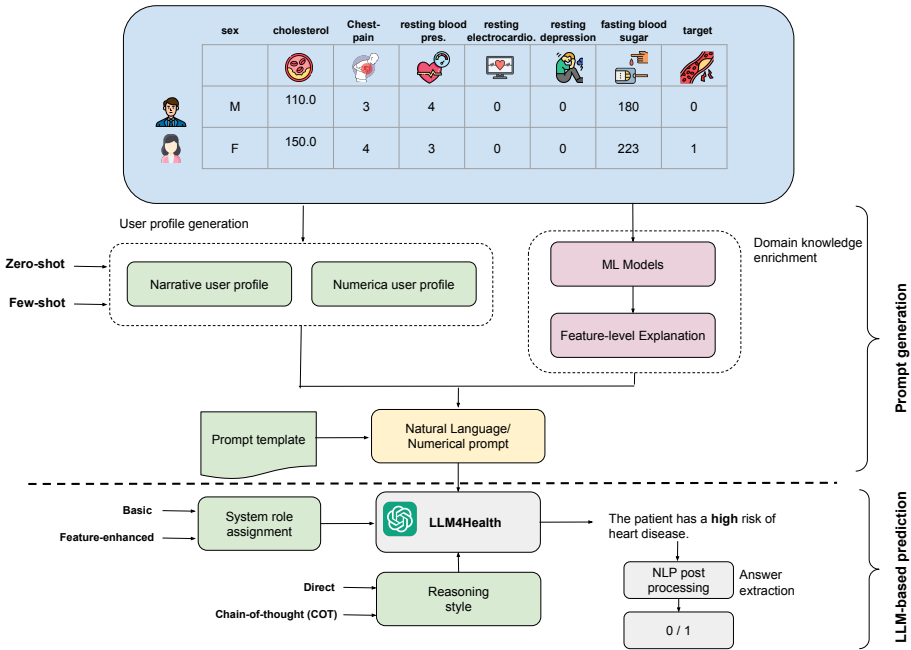 sex
cholesterol
Chest-
pain
resting blood
pres.
resting
electrocardio.
resting
depression
fasting blood
sugar
target
M
110.0
3
4
0
0
180
0
F
150.0
4
3
0
0
223
1
User profile generation
Zero-shot
Few-shot
Narrative user profile
Numerica user profile
ML Models
Feature-level Explanation
Domain knowledge
enrichment
Prompt generation
Prompt template
Natural Language/
Numerical prompt
Basic
Feature-enhanced
System role
assignment
LLM4Health
The patient has a high risk of
heart disease.
Direct
Chain-of-thought (COT)
Reasoning
style
NLP post
processing
Answer
extraction
0 / 1
LLM-based prediction